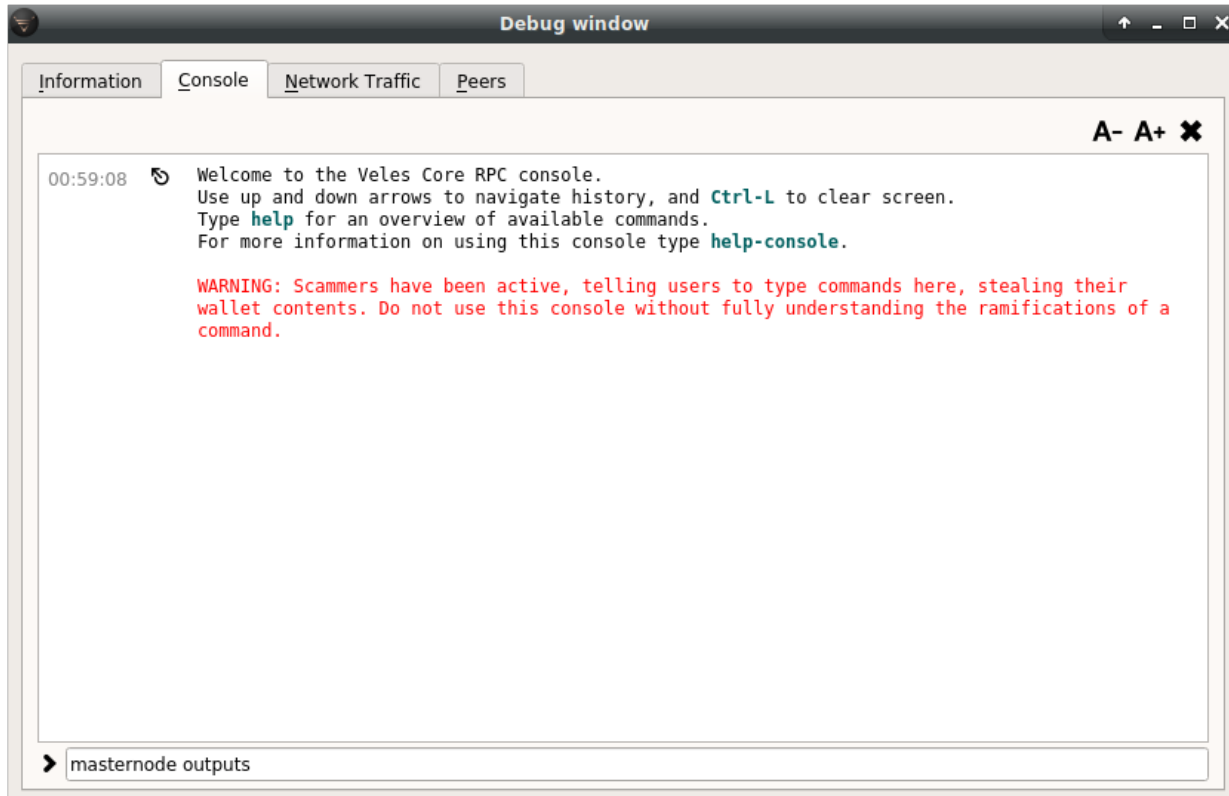 Debug window
Information Console Network Traffic Peers
A- A+
00:59:08 Welcome to the Veles Core RPC console.
Use up and down arrows to navigate history, and Ctrl-L to clear screen.
Type help for an overview of available commands.
For more information on using this console type help-console.
WARNING: Scammers have been active, telling users to type commands here, stealing their
wallet contents. Do not use this console without fully understanding the ramifications of a
command.
masternode outputs